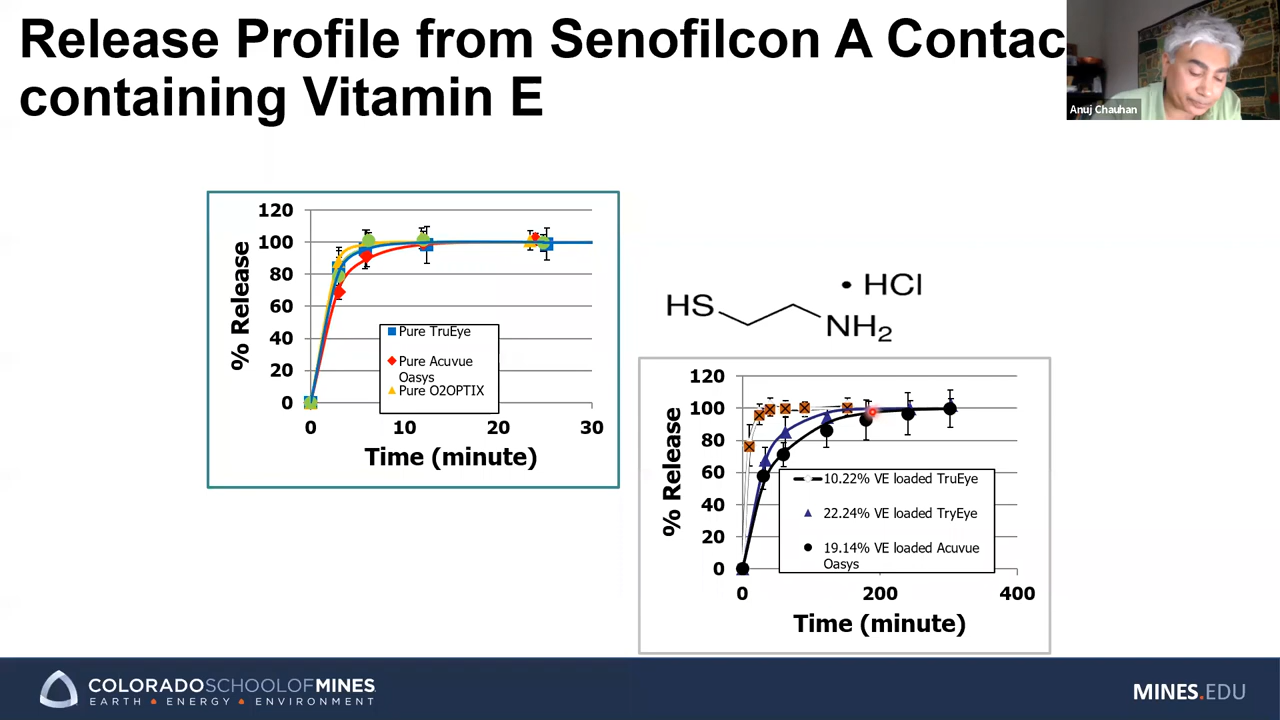 Release Profile from Senofilcon A Contac
containing Vitamin E
Anuj Chauhan
120
100
80
60
40
20
0
% Release
Pure TruEye
Pure Acuvue
Oasys
Pure O2OPTIX
0 10 20 30
Time (minute)
HS
• HCl
NH2
120
100
80
60
40
20
0
% Release
10.22% VE loaded TruEye
22.24% VE loaded TryEye
19.14% VE loaded Acuvue
Oasys
0 200 400
Time (minute)
COLORADOSCHOOLOFMINES
EARTH • ENERGY • ENVIRONMENT
MINES.EDU